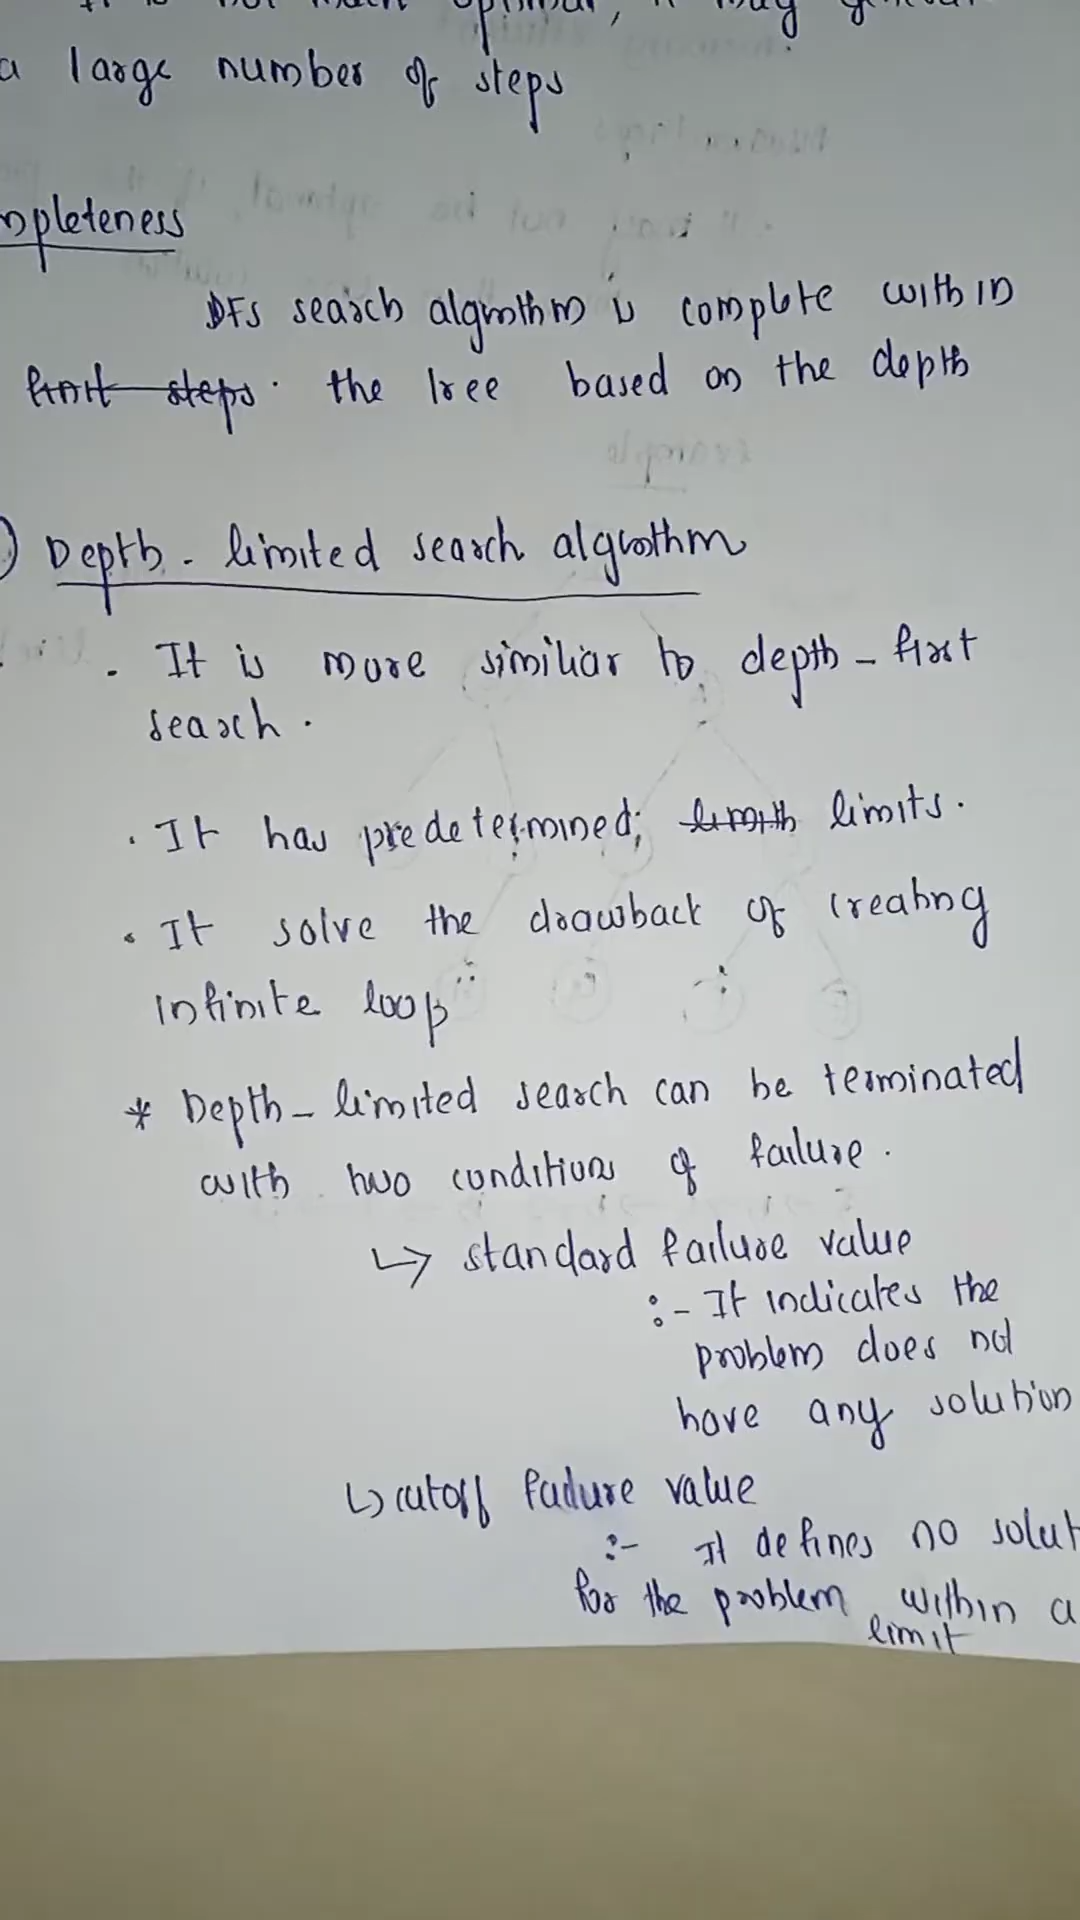 a large number of steps
mpleteness
DFS search algorithm is complete within
finit steps. the tree based on the depth
Depth - limited search algorithm
. It is more similiar to depth - first
search .
. It has predetermined; limith limits.
. It solve the drawback of creating
infinite loop
* Depth - limited search can be terminated
with two conditions of failure .
↳ standard failure value
:- It indicates the
problem does not
have any solution
↳ cutoff failure value
:- It defines no solut
for the problem within a
limit